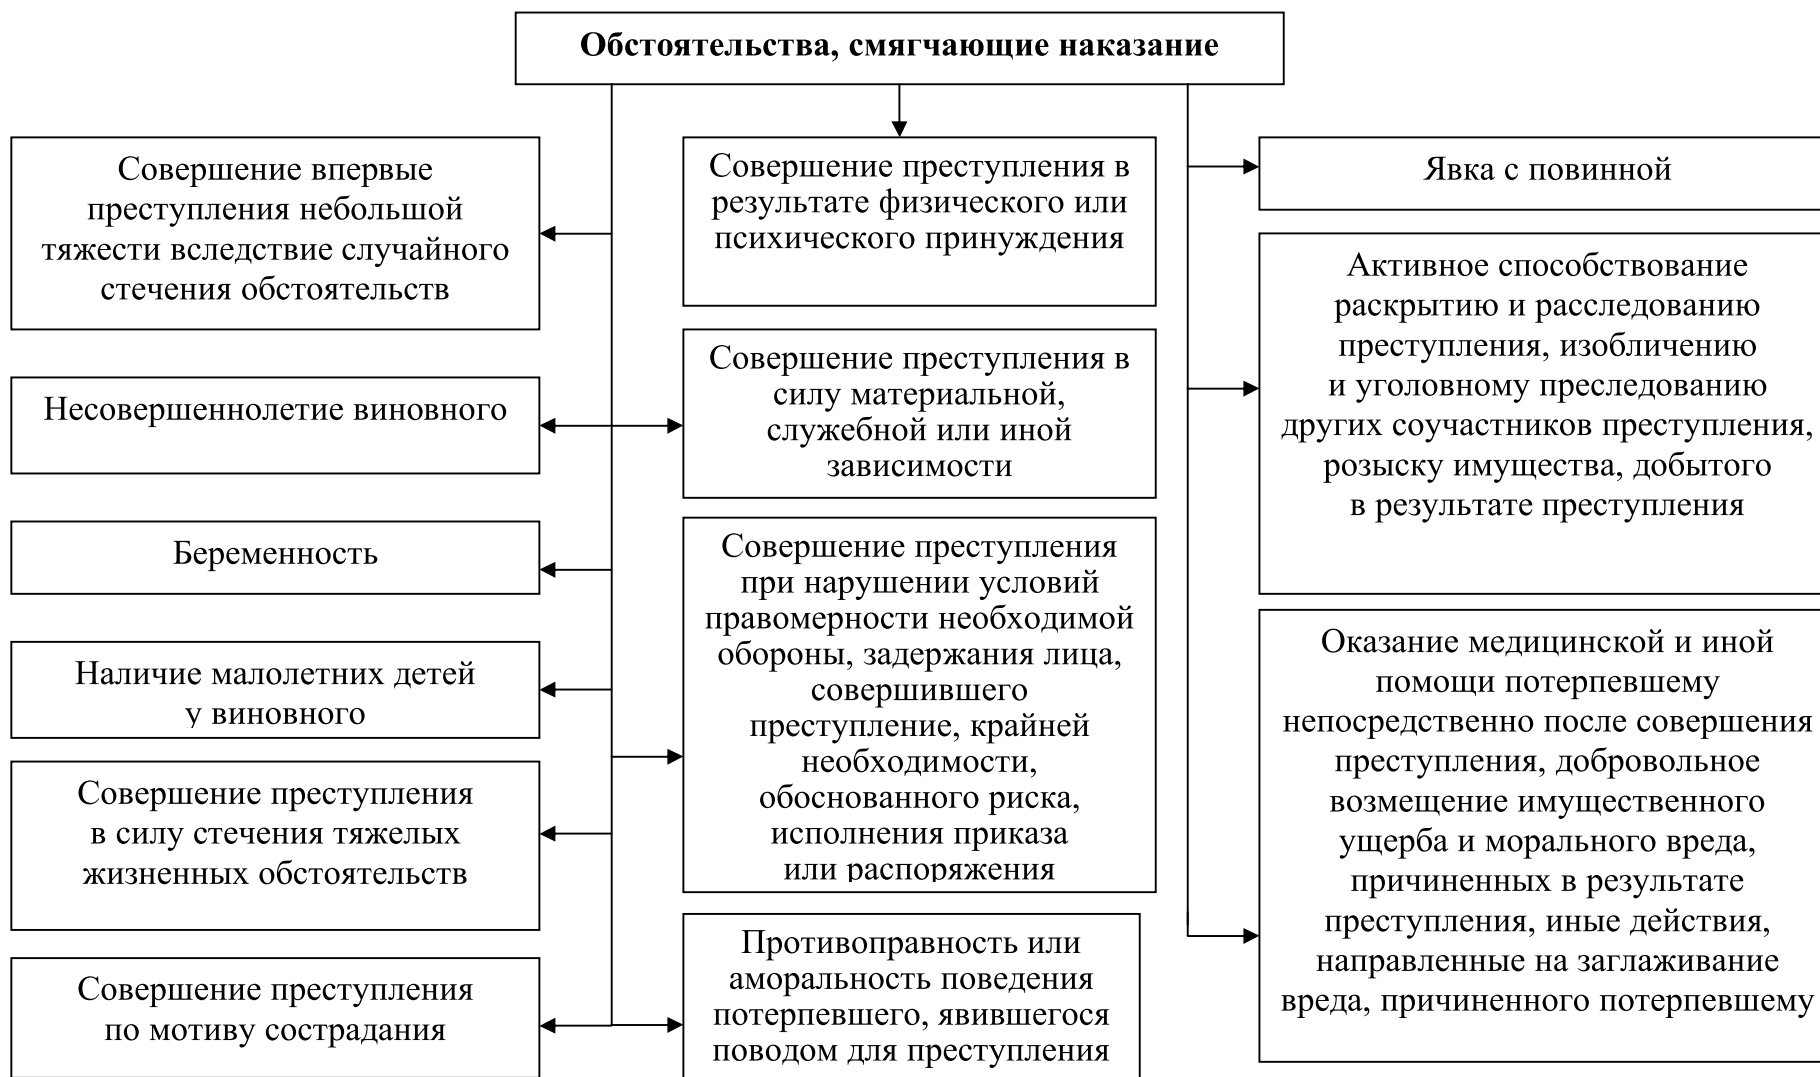 Обстоятельства, смягчающие наказание
Совершение впервые
преступления небольшой
тяжести вследствие случайного
стечения обстоятельств
Несовершеннолетие виновного
Беременность
Наличие малолетних детей
у виновного
Совершение преступления
в силу стечения тяжелых
жизненных обстоятельств
Совершение преступления
по мотиву сострадания
Совершение преступления в
результате физического или
психического принуждения
Совершение преступления в
силу материальной,
служебной или иной
зависимости
Совершение преступления
при нарушении условий
правомерности необходимой
обороны, задержания лица,
совершившего
преступление, крайней
необходимости,
обоснованного риска,
исполнения приказа
или распоряжения
Противоправность или
аморальность поведения
потерпевшего, явившегося
поводом для преступления
Явка с повинной
Активное способствование
раскрытию и расследованию
преступления, изобличению
и уголовному преследованию
других соучастников преступления,
розыску имущества, добытого
в результате преступления
Оказание медицинской и иной
помощи потерпевшему
непосредственно после совершения
преступления, добровольное
возмещение имущественного
ущерба и морального вреда,
причиненных в результате
преступления, иные действия,
направленные на заглаживание
вреда, причиненного потерпевшему